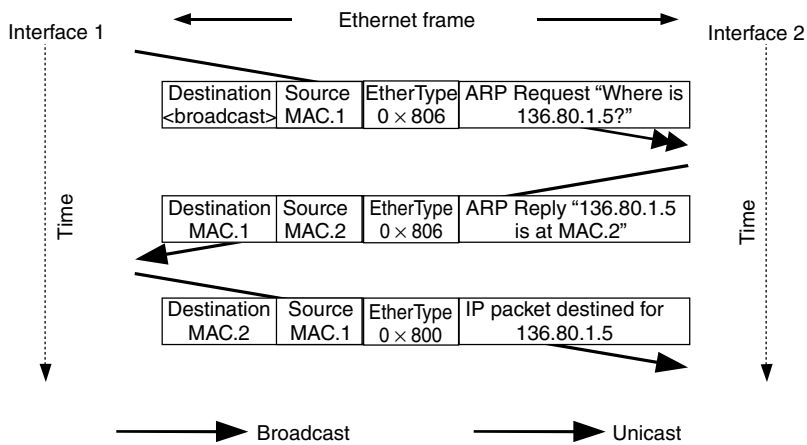 Ethernet frame
Interface 1
Interface 2
Destination <broadcast>
Source MAC.1
EtherType 0 × 806
ARP Request “Where is 136.80.1.5?”
Time
Time
Destination MAC.1
Source MAC.2
EtherType 0 × 806
ARP Reply “136.80.1.5 is at MAC.2”
Destination MAC.2
Source MAC.1
EtherType 0 × 800
IP packet destined for 136.80.1.5
Broadcast
Unicast